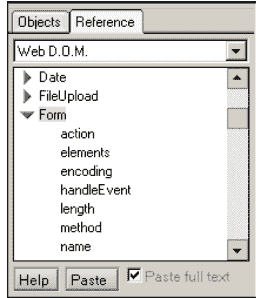 Objects Reference
Web D.O.M.
Date
FileUpload
Form
action
elements
encoding
handleEvent
length
method
name
Help Paste Paste full text